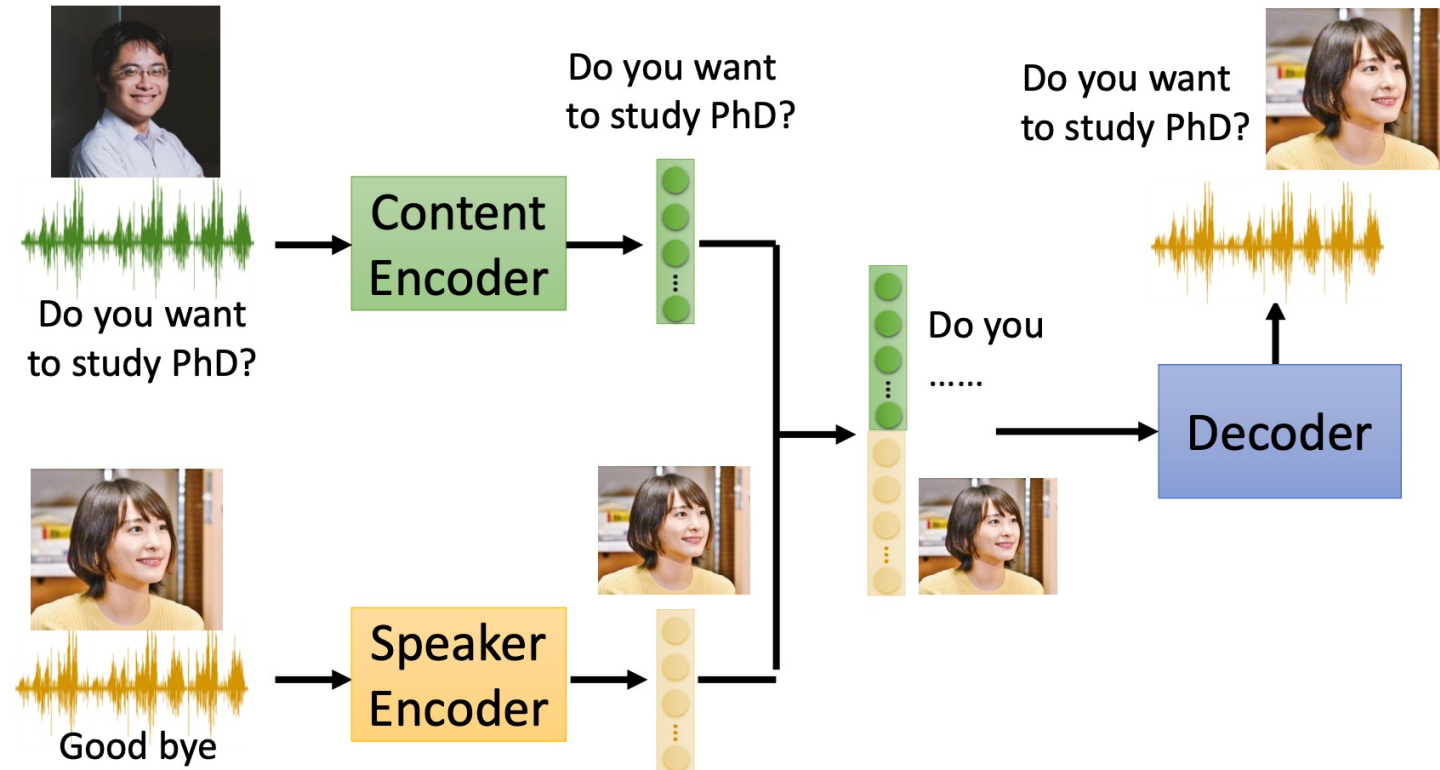 Do you want
to study PhD?
Content
Encoder
Do you want
to study PhD?
Do you
......
Do you want
to study PhD?
Decoder
Good bye
Speaker
Encoder